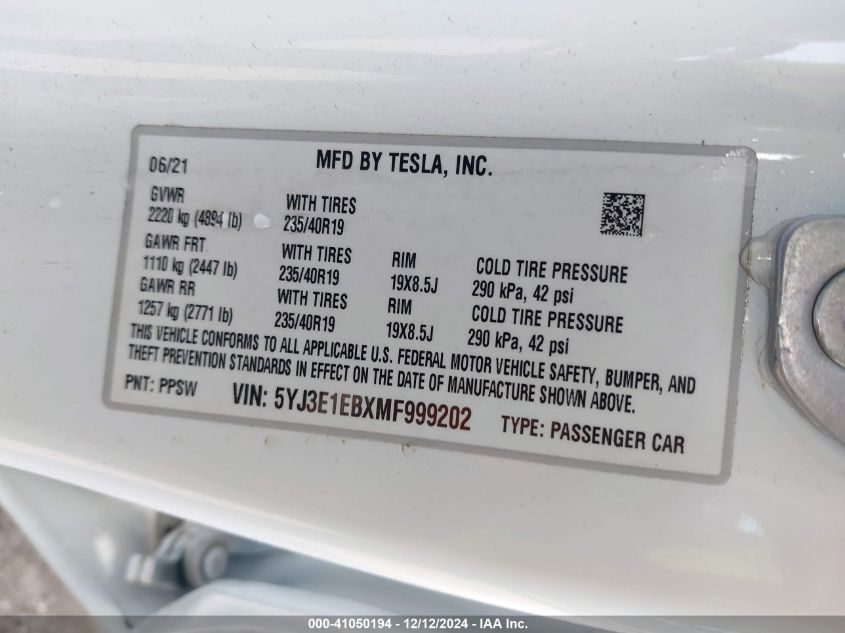 06/21 MFD BY TESLA, INC.
GVWR WITH TIRES
2220 kg (4894 lb) 235/40R19
GAWR FRT WITH TIRES RIM COLD TIRE PRESSURE
1110 kg (2447 lb) 235/40R19 19X8.5J 290 kPa, 42 psi
GAWR RR WITH TIRES RIM COLD TIRE PRESSURE
1257 kg (2771 lb) 235/40R19 19X8.5J 290 kPa, 42 psi
THIS VEHICLE CONFORMS TO ALL APPLICABLE U.S. FEDERAL MOTOR VEHICLE SAFETY, BUMPER, AND
THEFT PREVENTION STANDARDS IN EFFECT ON THE DATE OF MANUFACTURE SHOWN ABOVE.
PNT: PPSW VIN: 5YJ3E1EBXMF999202 TYPE: PASSENGER CAR
000-41050194 - 12/12/2024 - IAA Inc.